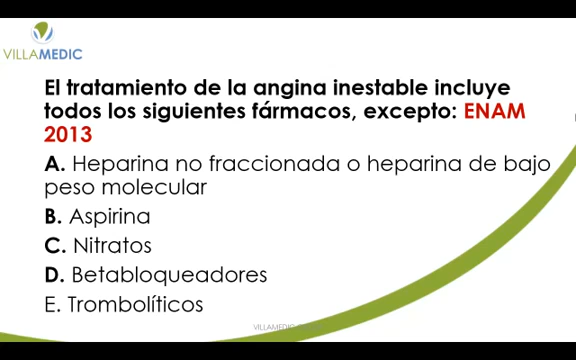 VILLAMEDIC
El tratamiento de la angina inestable incluye
todos los siguientes fármacos, excepto: ENAM
2013
A. Heparina no fraccionada o heparina de bajo
peso molecular
B. Aspirina
C. Nitratos
D. Betabloqueadores
E. Trombolíticos
VILLAMEDIC